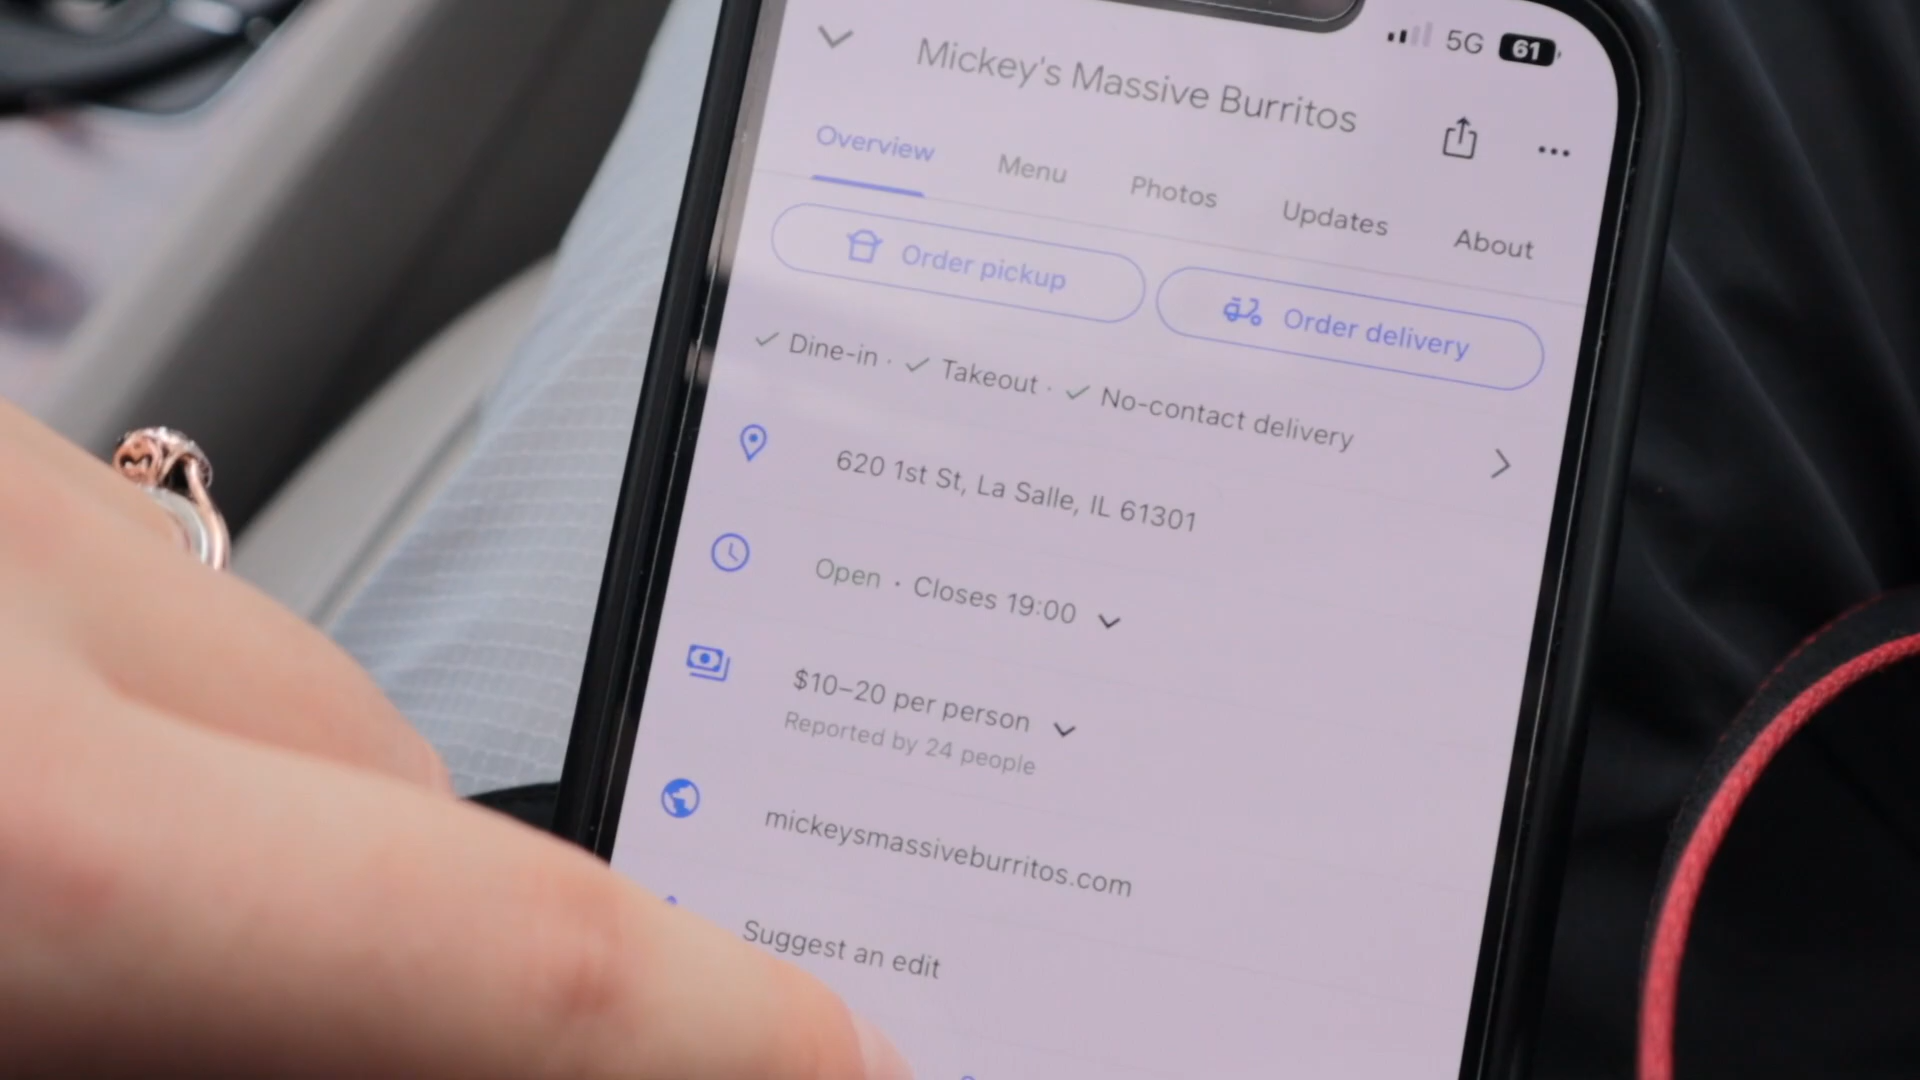 5G 61
Mickey's Massive Burritos
Overview Menu Photos Updates About
Order pickup Order delivery
Dine-in · Takeout · No-contact delivery
620 1st St, La Salle, IL 61301
Open · Closes 19:00
$10–20 per person
Reported by 24 people
mickeysmassiveburritos.com
Suggest an edit